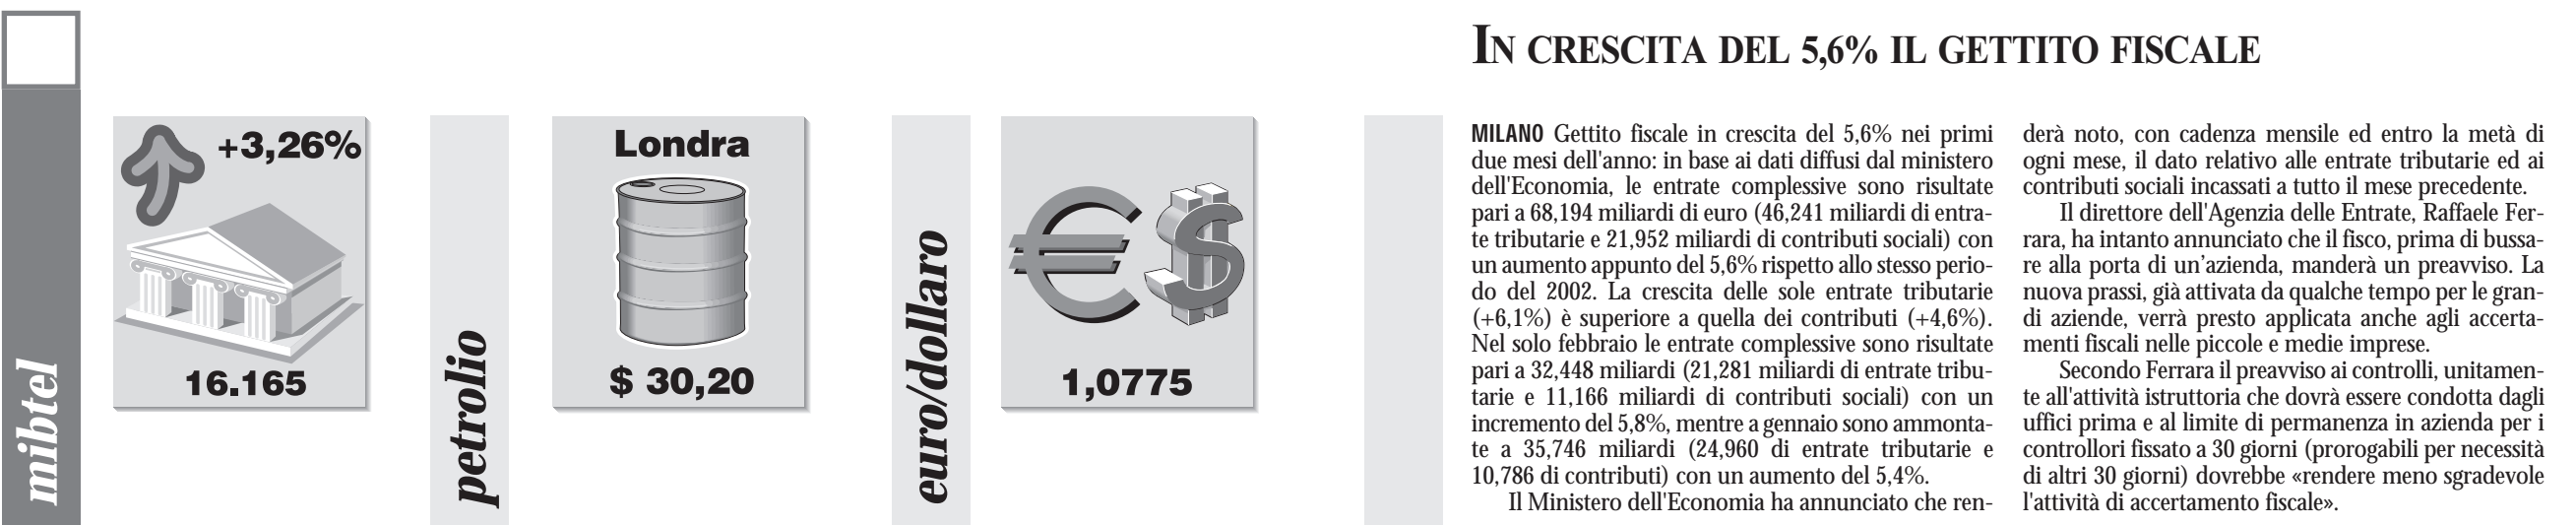 mibtel
+3,26%
16.165
petrolio
Londra
$ 30,20
euro/dollaro
1,0775
IN CRESCITA DEL 5,6% IL GETTITO FISCALE
MILANO Gettito fiscale in crescita del 5,6% nei primi
due mesi dell'anno: in base ai dati diffusi dal ministero
dell'Economia, le entrate complessive sono risultate
pari a 68,194 miliardi di euro (46,241 miliardi di entra-
te tributarie e 21,952 miliardi di contributi sociali) con
un aumento appunto del 5,6% rispetto allo stesso perio-
do del 2002. La crescita delle sole entrate tributarie
(+6,1%) è superiore a quella dei contributi (+4,6%).
Nel solo febbraio le entrate complessive sono risultate
pari a 32,448 miliardi (21,281 miliardi di entrate tribu-
tarie e 11,166 miliardi di contributi sociali) con un
incremento del 5,8%, mentre a gennaio sono ammonta-
te a 35,746 miliardi (24,960 di entrate tributarie e
10,786 di contributi) con un aumento del 5,4%.
Il Ministero dell'Economia ha annunciato che ren-
derà noto, con cadenza mensile ed entro la metà di
ogni mese, il dato relativo alle entrate tributarie ed ai
contributi sociali incassati a tutto il mese precedente.
Il direttore dell'Agenzia delle Entrate, Raffaele Fer-
rara, ha intanto annunciato che il fisco, prima di bussa-
re alla porta di un'azienda, manderà un preavviso. La
nuova prassi, già attivata da qualche tempo per le gran-
di aziende, verrà presto applicata anche agli accerta-
menti fiscali nelle piccole e medie imprese.
Secondo Ferrara il preavviso ai controlli, unitamen-
te all'attività istruttoria che dovrà essere condotta dagli
uffici prima e al limite di permanenza in azienda per i
controllori fissato a 30 giorni (prorogabili per necessità
di altri 30 giorni) dovrebbe «rendere meno sgradevole
l'attività di accertamento fiscale».